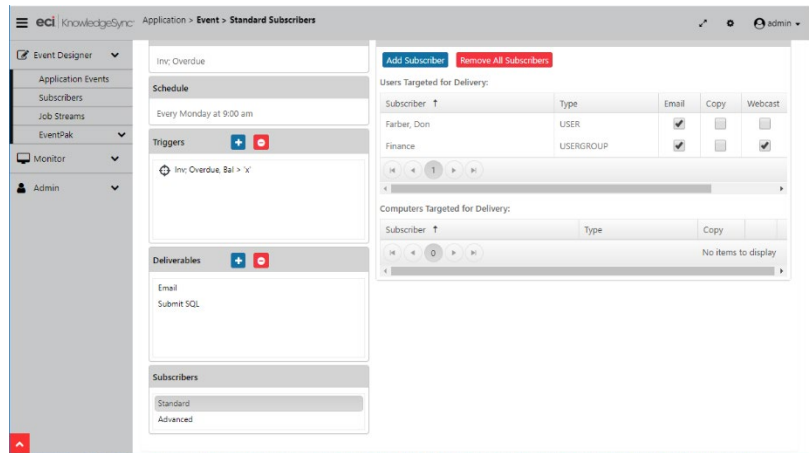 eci KnowledgeSync
Application > Event > Standard Subscribers
admin
Event Designer
Application Events
Subscribers
Job Streams
EventPak
Monitor
Admin
Inv; Overdue
Schedule
Every Monday at 9:00 am
Triggers
Inv; Overdue, Bal > 'x'
Deliverables
Email
Submit SQL
Subscribers
Standard
Advanced
Add Subscriber Remove All Subscribers
Users Targeted for Delivery:
Subscriber ↑ Type Email Copy Webcast
Farber, Don USER
Finance USERGROUP
1
Computers Targeted for Delivery:
Subscriber ↑ Type Copy
0 No items to display